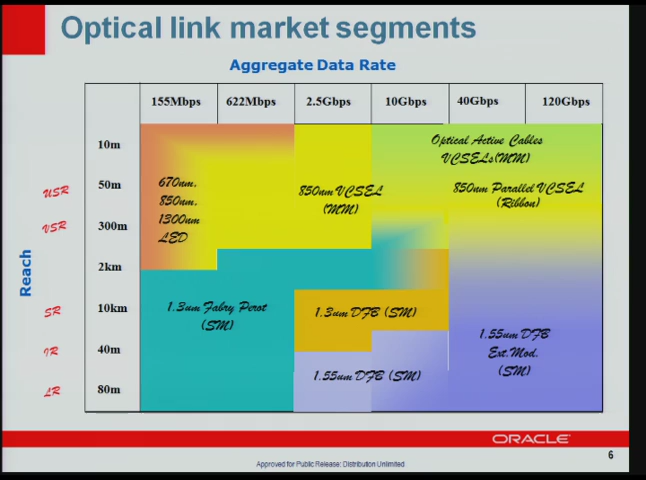 Optical link market segments
Aggregate Data Rate
155Mbps 622Mbps 2.5Gbps 10Gbps 40Gbps 120Gbps
Reach
10m
USR 50m
VSR 300m
2km
SR 10km
IR 40m
LR 80m
670nm.
850nm.
1300nm
LED
850nm VCSEL
(MM)
Optical Active Cables
VCSELs(MM)
850nm Parallel VCSEL
(Ribbon)
1.3um Fabry Perot
(SM)
1.3um DFB (SM)
1.55um DFB (SM)
1.55um DFB
Ext.Mod.
(SM)
ORACLE
6
Approved for Public Release: Distribution Unlimited